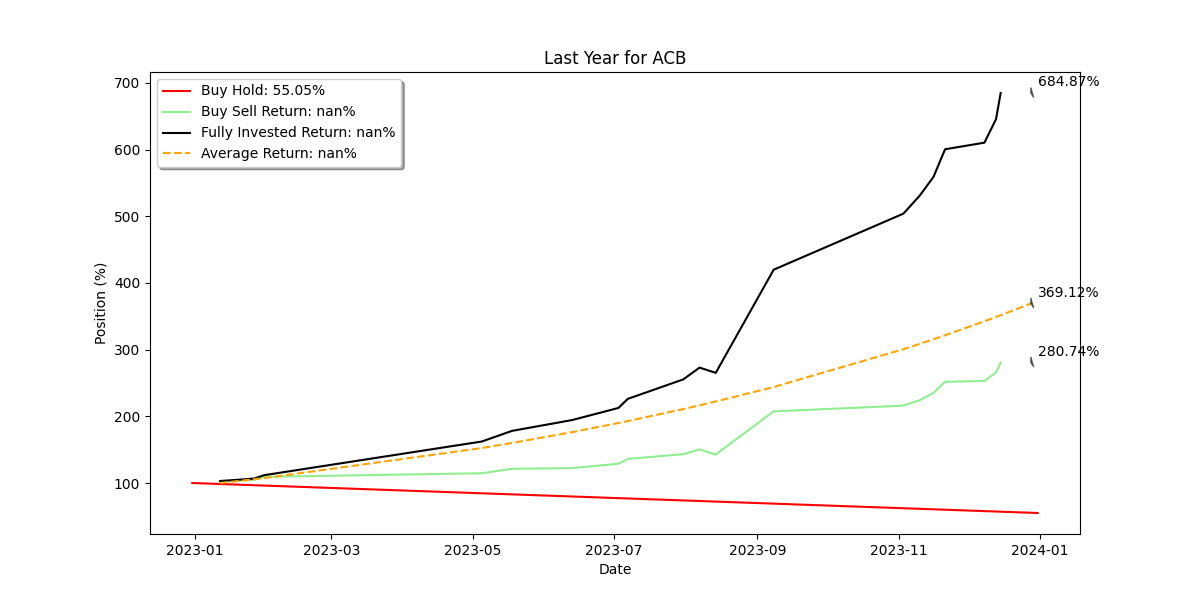 Last Year for ACB
Buy Hold: 55.05%
Buy Sell Return: nan%
Fully Invested Return: nan%
Average Return: nan%
684.87%
369.12%
280.74%
Position (%)
700
600
500
400
300
200
100
2023-01
2023-03
2023-05
2023-07
2023-09
2023-11
2024-01
Date